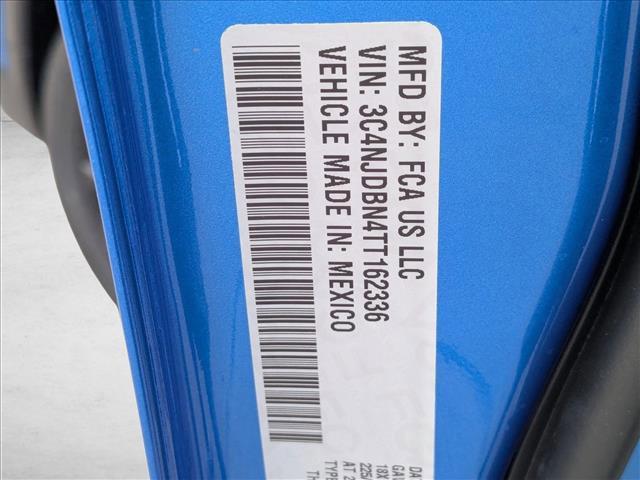 MFD BY: FCA US LLC
VIN: 3C4NJDBN4TT162336
VEHICLE MADE IN: MEXICO